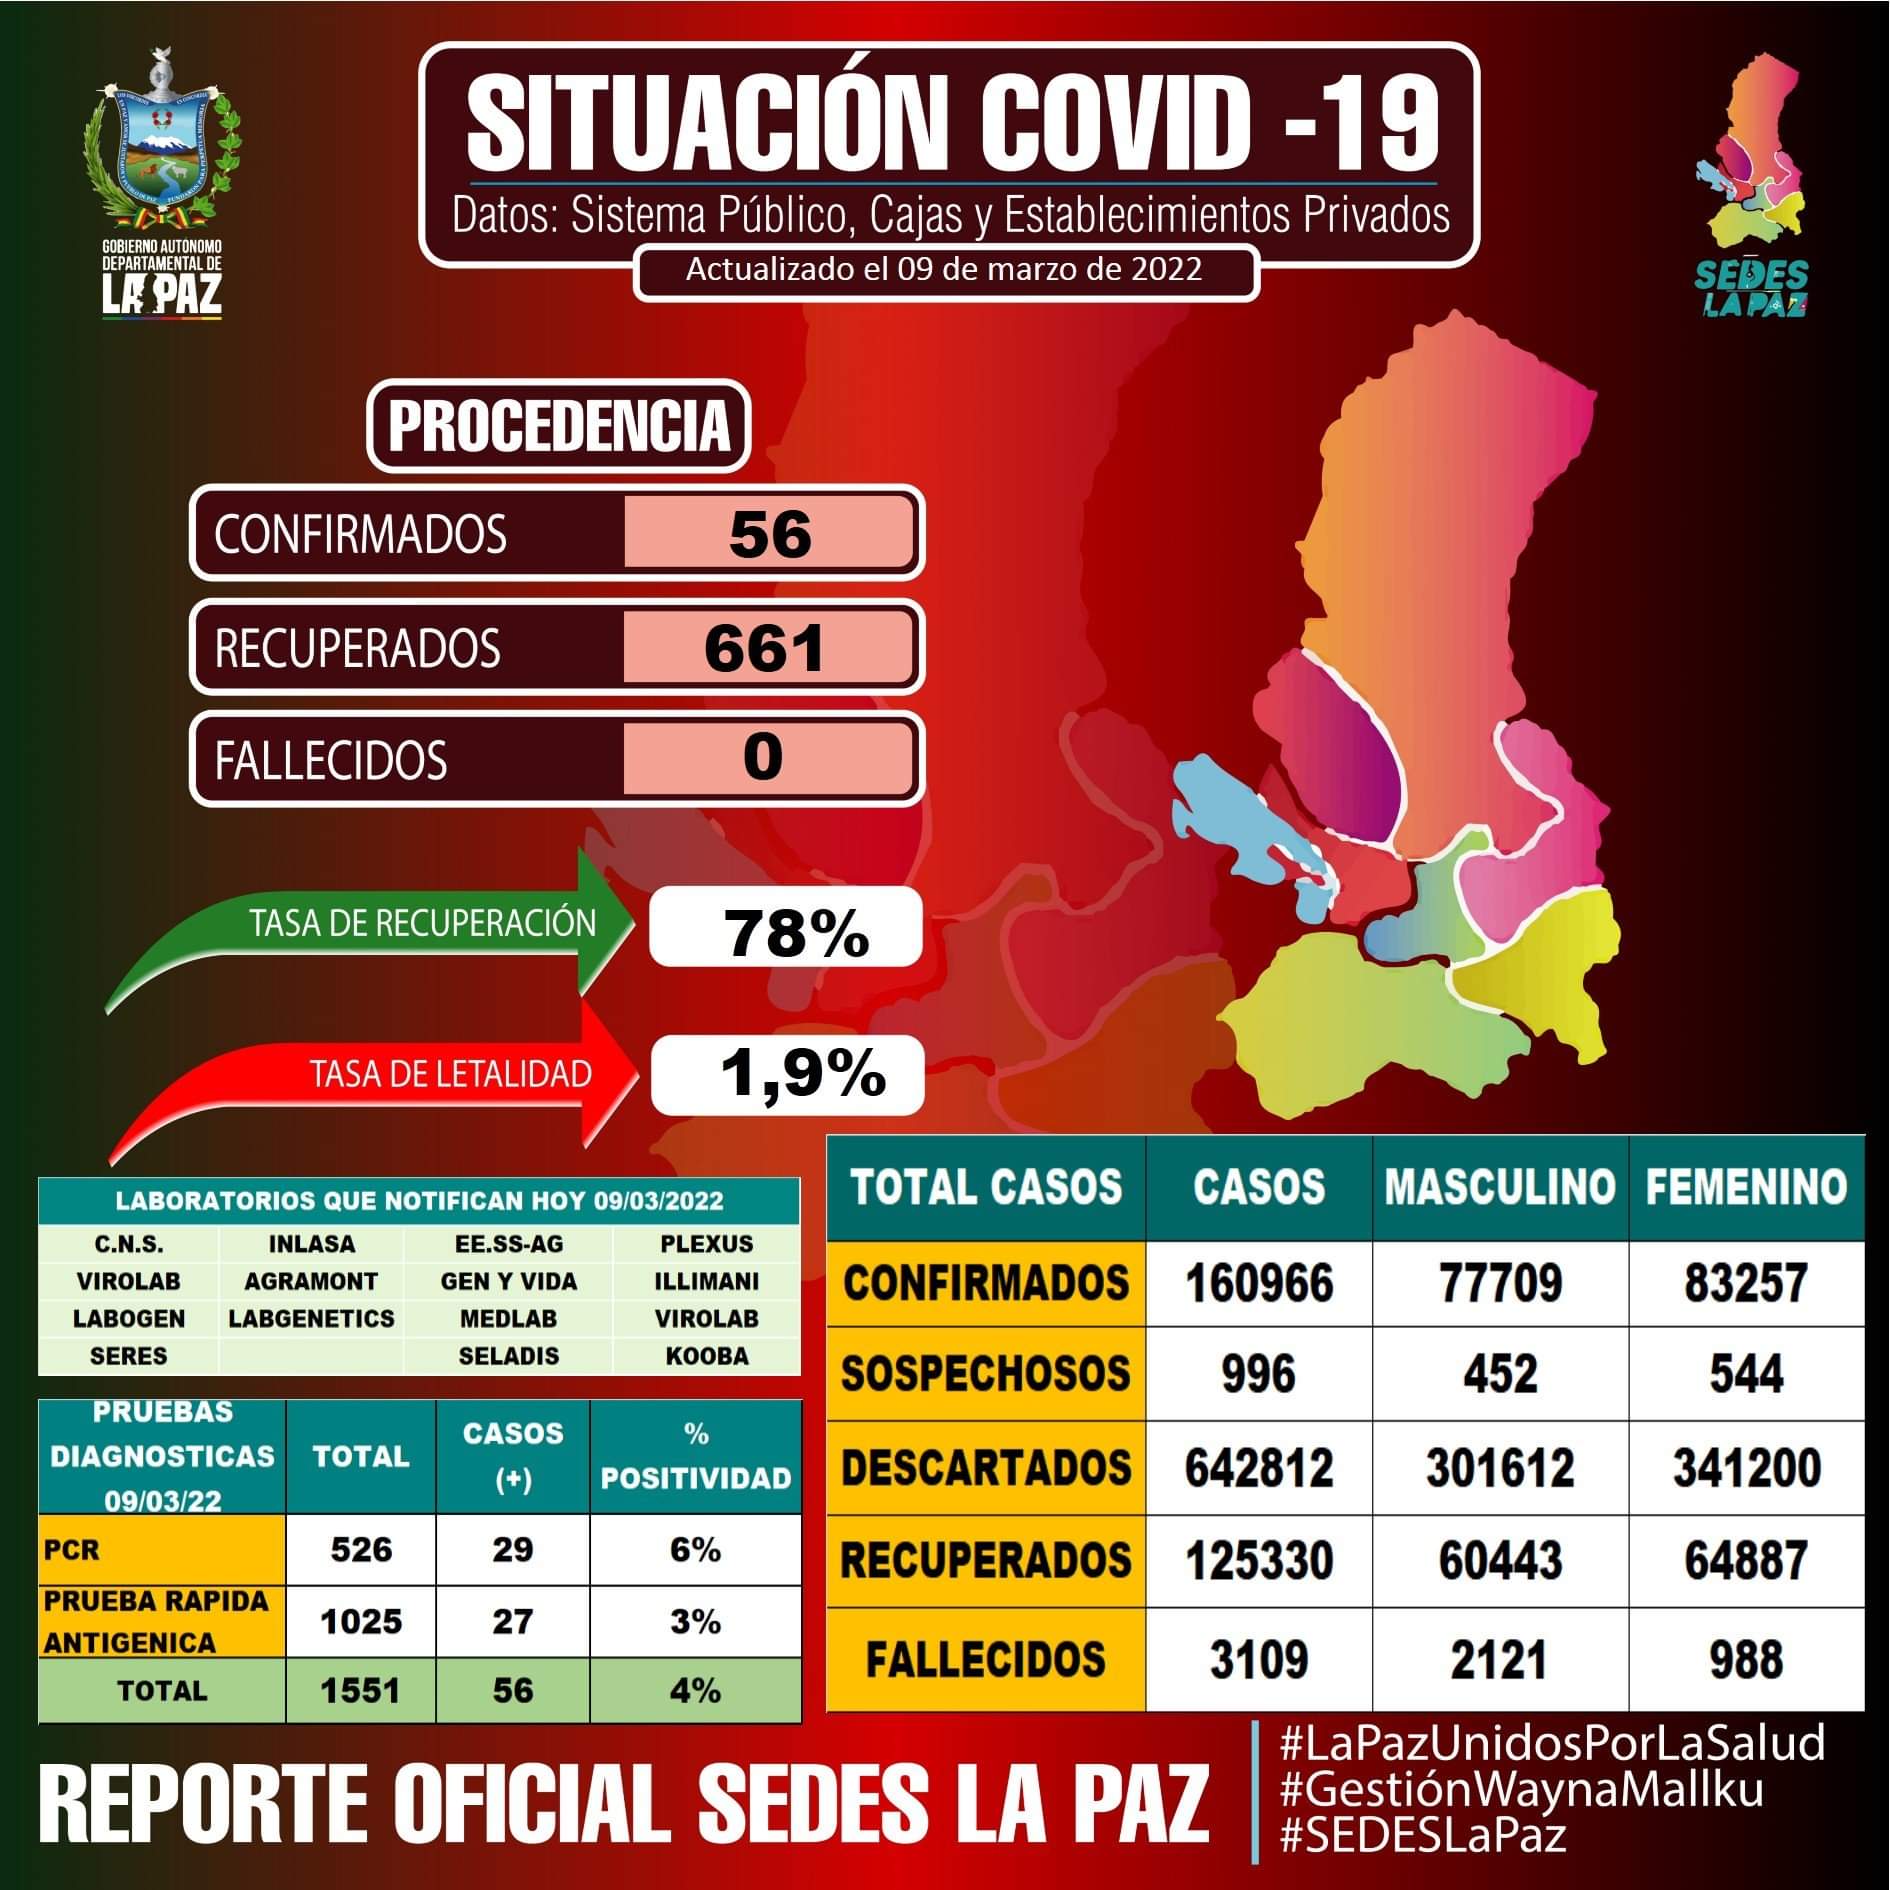 SITUACIÓN COVID -19
Datos: Sistema Público, Cajas y Establecimientos Privados
Actualizado el 09 de marzo de 2022
GOBIERNO AUTÓNOMO
DEPARTAMENTAL DE
LA PAZ
SEDES
LA PAZ
PROCEDENCIA
CONFIRMADOS 56
RECUPERADOS 661
FALLECIDOS 0
TASA DE RECUPERACIÓN 78%
TASA DE LETALIDAD 1,9%
LABORATORIOS QUE NOTIFICAN HOY 09/03/2022
C.N.S. INLASA EE.SS-AG PLEXUS
VIROLAB AGRAMONT GEN Y VIDA ILLIMANI
LABOGEN LABGENETICS MEDLAB VIROLAB
SERES SELADIS KOOBA
PRUEBAS
DIAGNOSTICAS
09/03/22
TOTAL
CASOS
(+)
%
POSITIVIDAD
PCR 526 29 6%
PRUEBA RAPIDA
ANTIGENICA
1025 27 3%
TOTAL 1551 56 4%
TOTAL CASOS CASOS MASCULINO FEMENINO
CONFIRMADOS 160966 77709 83257
SOSPECHOSOS 996 452 544
DESCARTADOS 642812 301612 341200
RECUPERADOS 125330 60443 64887
FALLECIDOS 3109 2121 988
REPORTE OFICIAL SEDES LA PAZ
#LaPazUnidosPorLaSalud
#GestiónWaynaMallku
#SEDESLaPaz